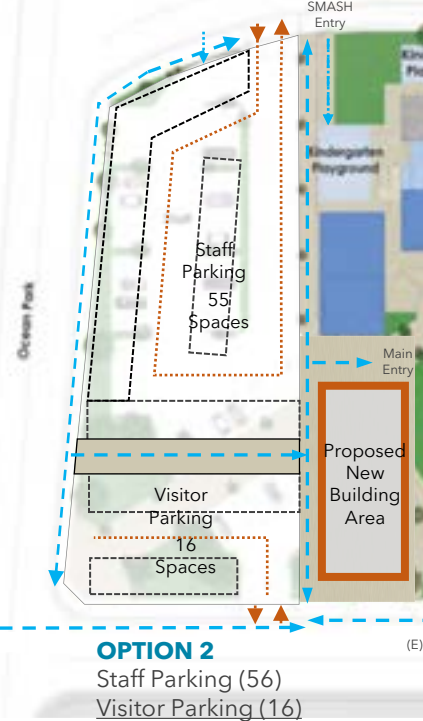 SMASH
Entry
Kindergarten
Playground
Ocean Park
Staff
Parking
55
Spaces
Main
Entry
Proposed
New
Building
Area
Visitor
Parking
16
Spaces
OPTION 2
(E)
Staff Parking (56)
Visitor Parking (16)